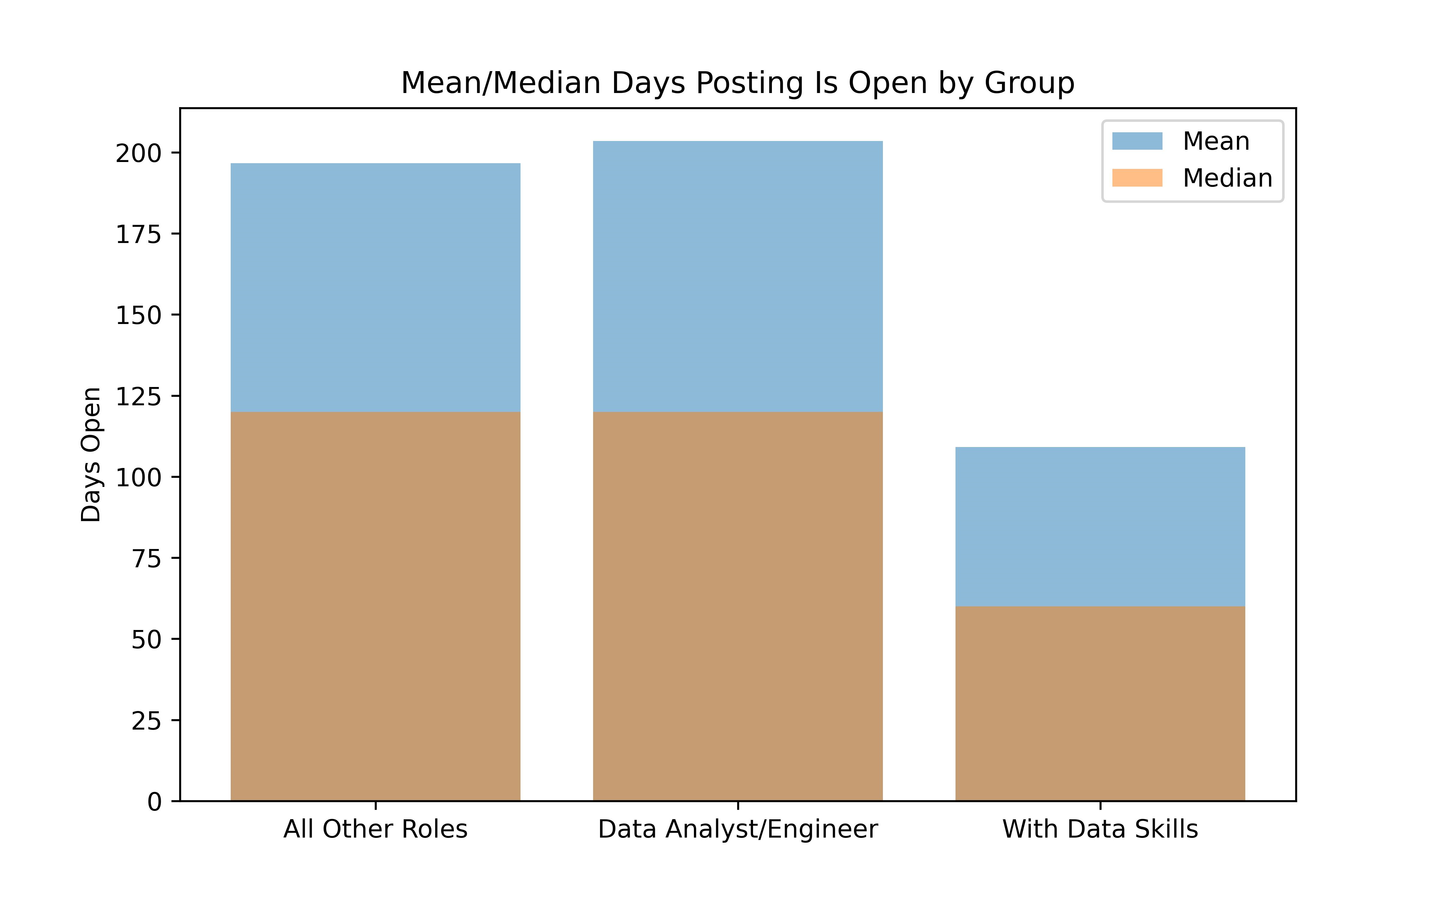 Mean/Median Days Posting Is Open by Group
Mean
Median
Days Open
200
175
150
125
100
75
50
25
0
All Other Roles
Data Analyst/Engineer
With Data Skills